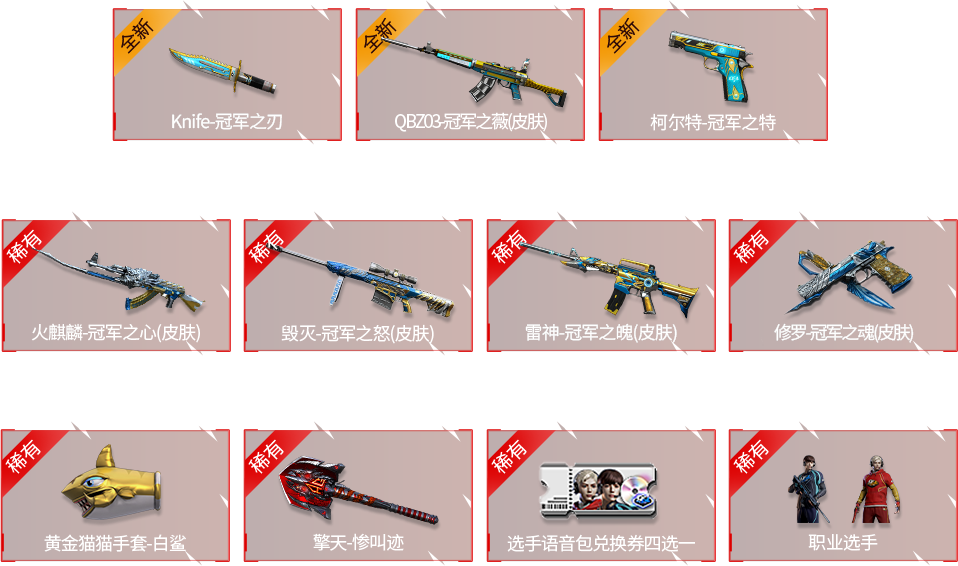 全新
Knife-冠军之刃
全新
QBZ03-冠军之薇(皮肤)
全新
柯尔特-冠军之特
稀有
火麒麟-冠军之心(皮肤)
稀有
毁灭-冠军之怒(皮肤)
稀有
雷神-冠军之魄(皮肤)
稀有
修罗-冠军之魂(皮肤)
稀有
黄金猫猫手套-白鲨
稀有
擎天-惨叫迹
稀有
选手语音包兑换券四选一
稀有
职业选手